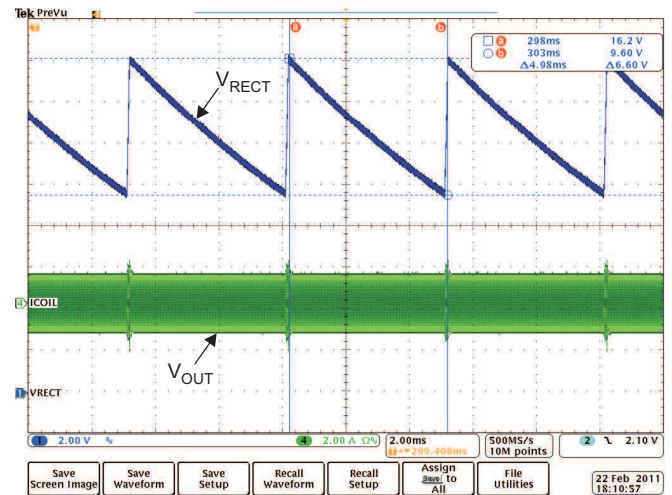 Tek PreVu
T
a
b
a 298ms 16.2 V
b 303ms 9.60 V
Δ4.98ms Δ6.60 V
VRECT
4 ICOIL
VOUT
1 VRECT
1 2.00 V
4 2.00 A Ω
2.00ms
299.400ms
500MS/s
10M points
2 2.10 V
Save
Screen Image
Save
Waveform
Save
Setup
Recall
Waveform
Recall
Setup
Assign
Save to
All
File
Utilities
22 Feb 2011
18:10:57